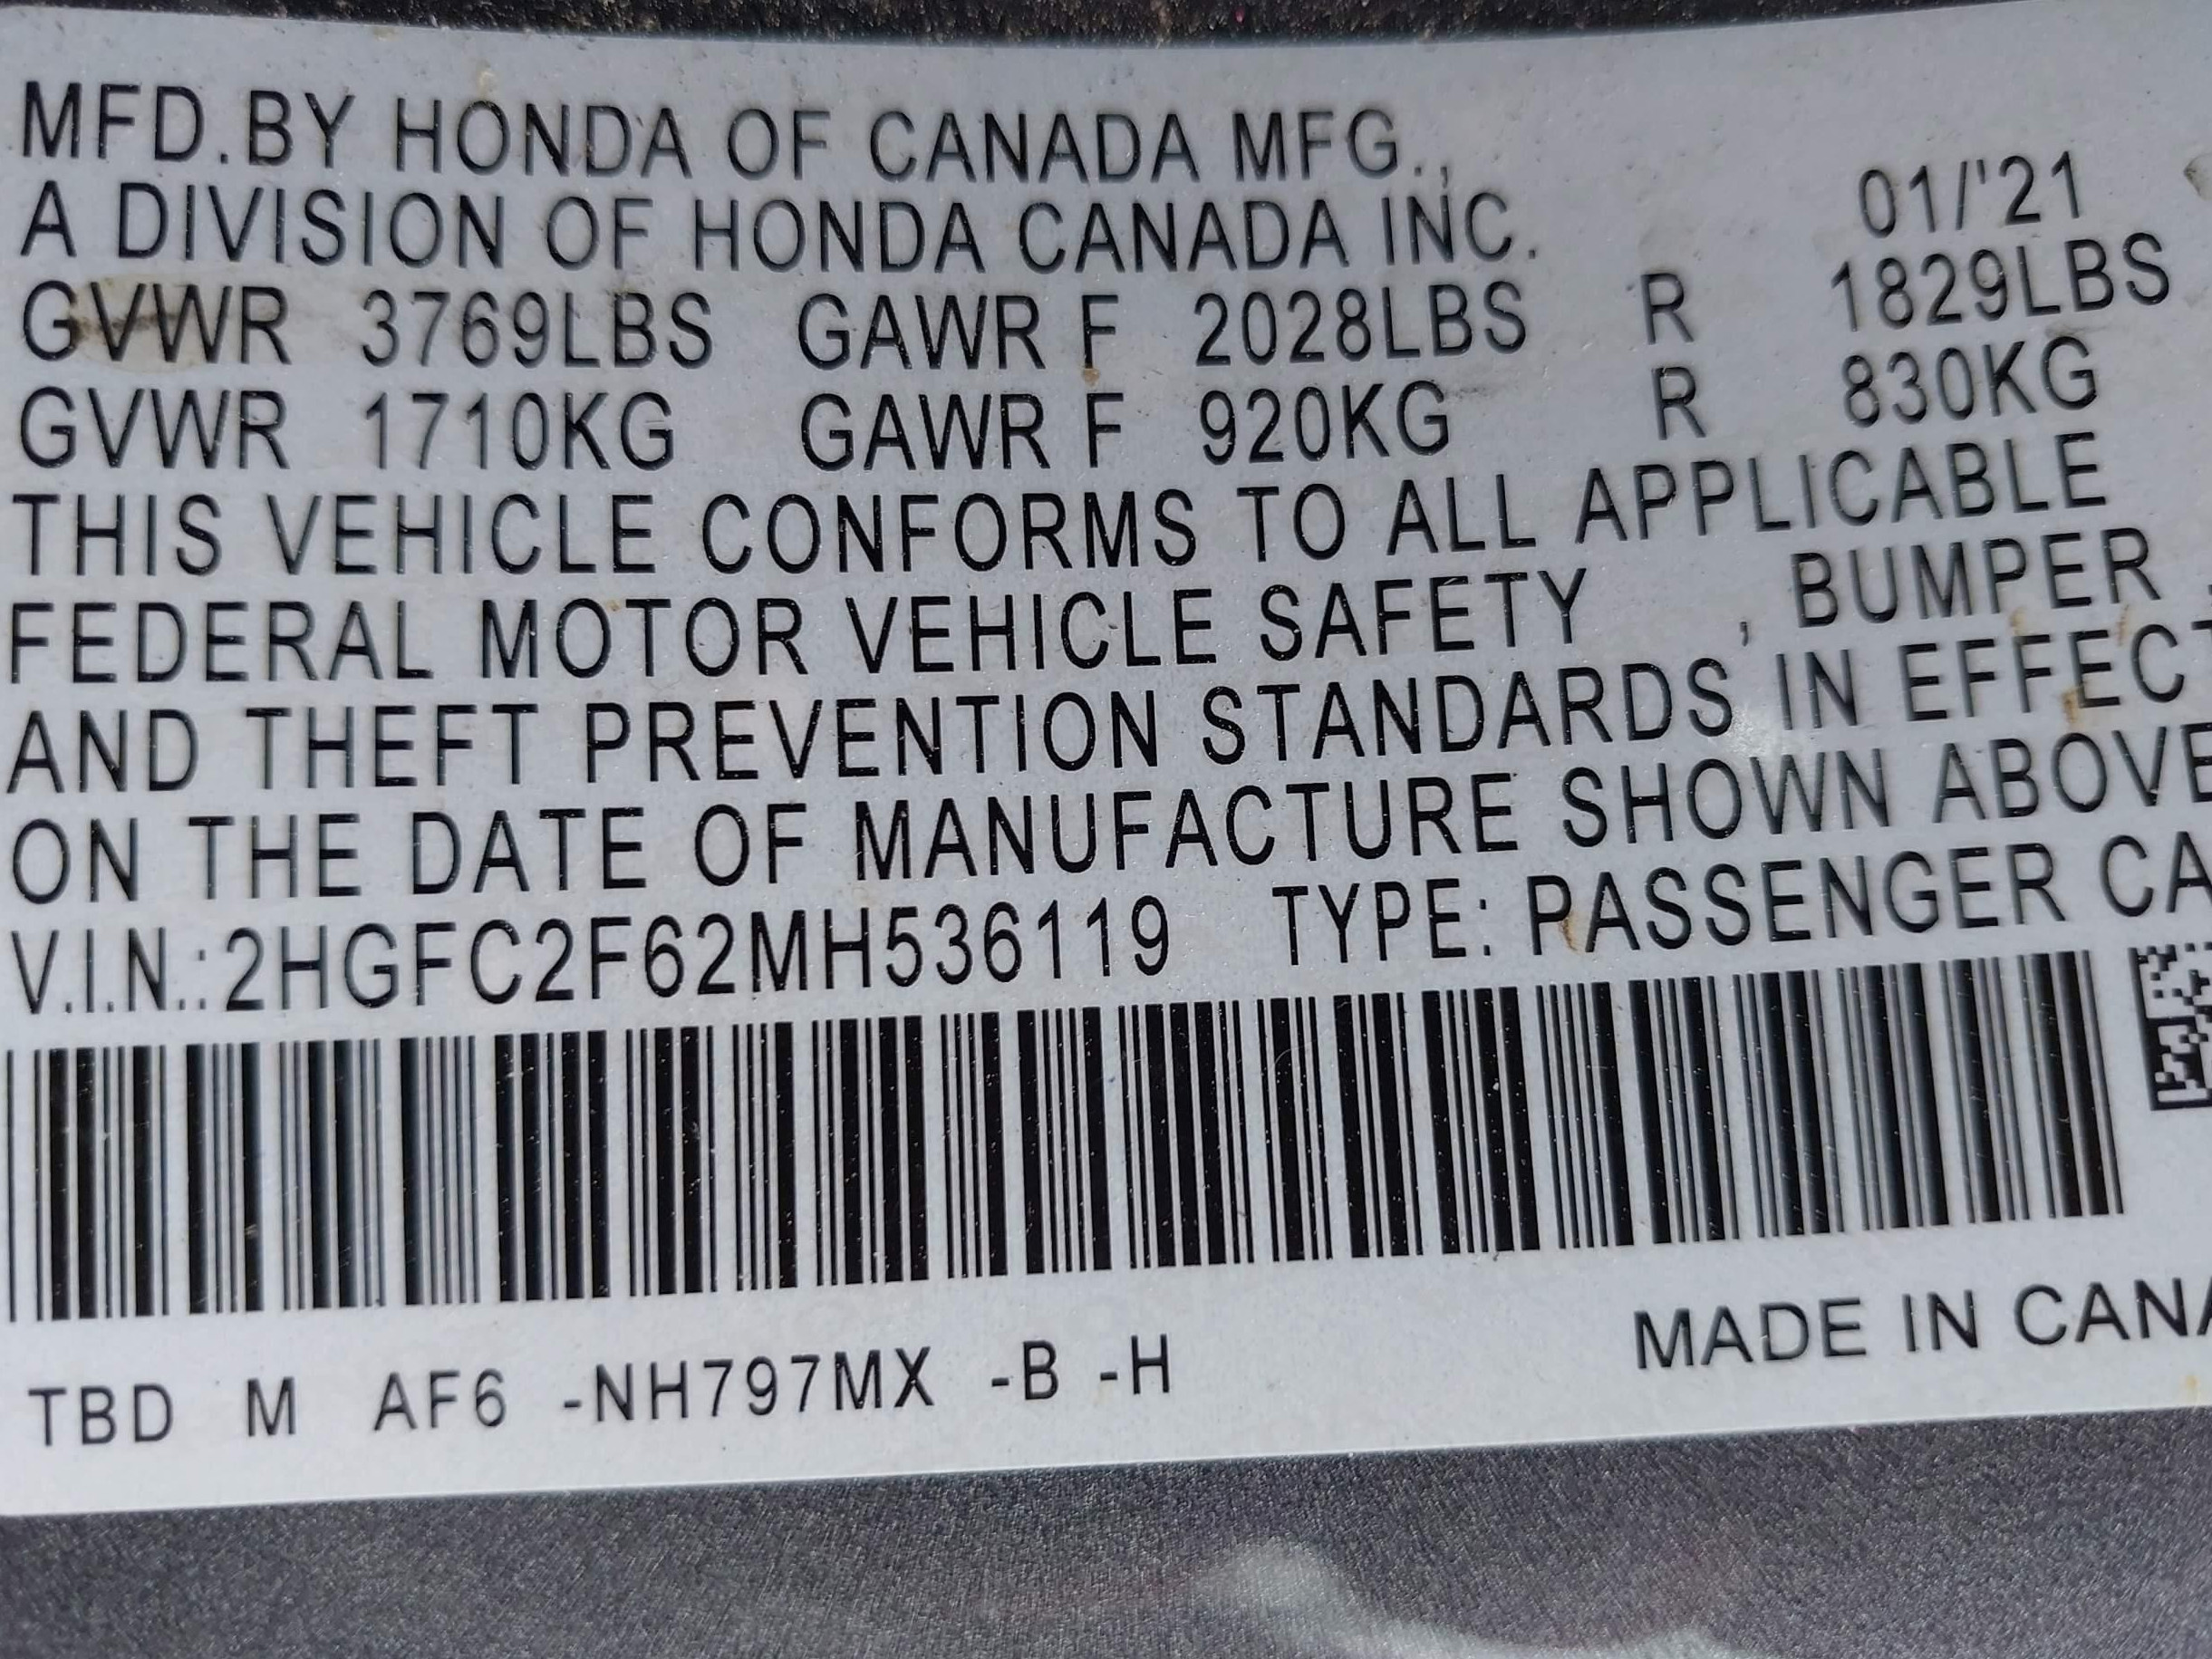 MFD.BY HONDA OF CANADA MFG.,
A DIVISION OF HONDA CANADA INC. 01/'21
GVWR 3769LBS GAWR F 2028LBS R 1829LBS
GVWR 1710KG GAWR F 920KG R 830KG
THIS VEHICLE CONFORMS TO ALL APPLICABLE
FEDERAL MOTOR VEHICLE SAFETY , BUMPER
AND THEFT PREVENTION STANDARDS IN EFFECT
ON THE DATE OF MANUFACTURE SHOWN ABOVE
V.I.N.:2HGFC2F62MH536119 TYPE: PASSENGER CA
TBD M AF6 -NH797MX -B -H MADE IN CANA